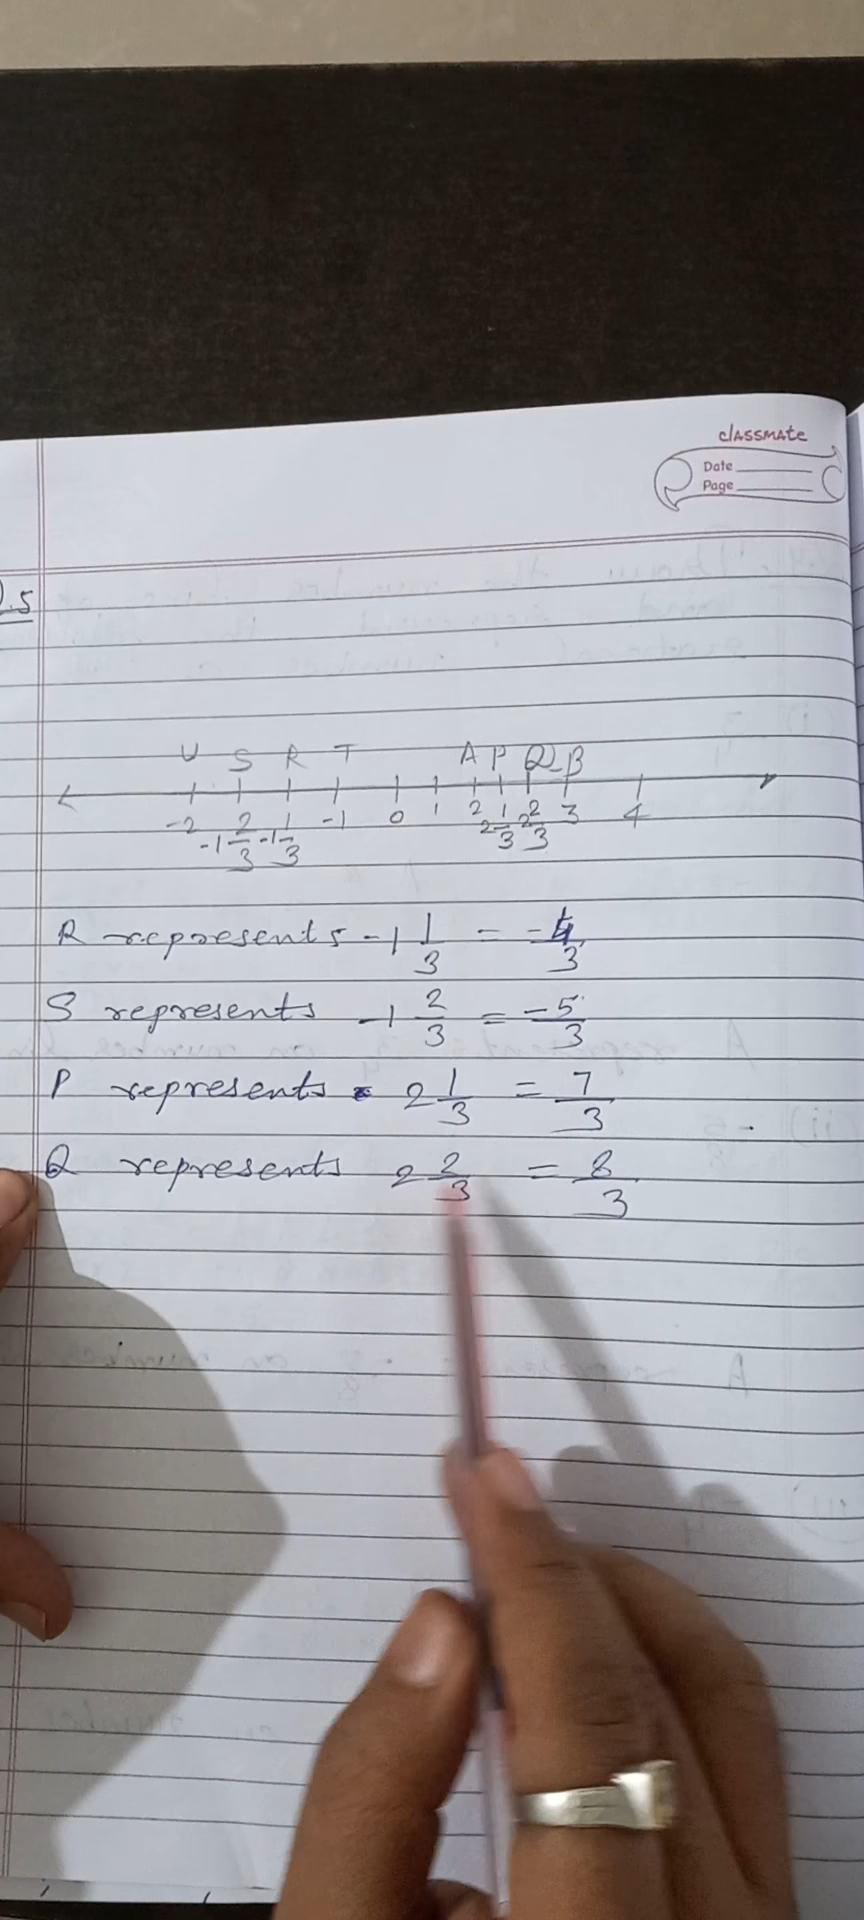 classmate
Date
Page
Q.5
U S R T A P Q B
-2 -1 2/3 -1 1/3 -1 0 1 2 2 1/3 2 2/3 3 4
R represents -1 1/3 = -4/3
S represents -1 2/3 = -5/3
P represents 2 1/3 = 7/3
Q represents 2 2/3 = 8/3